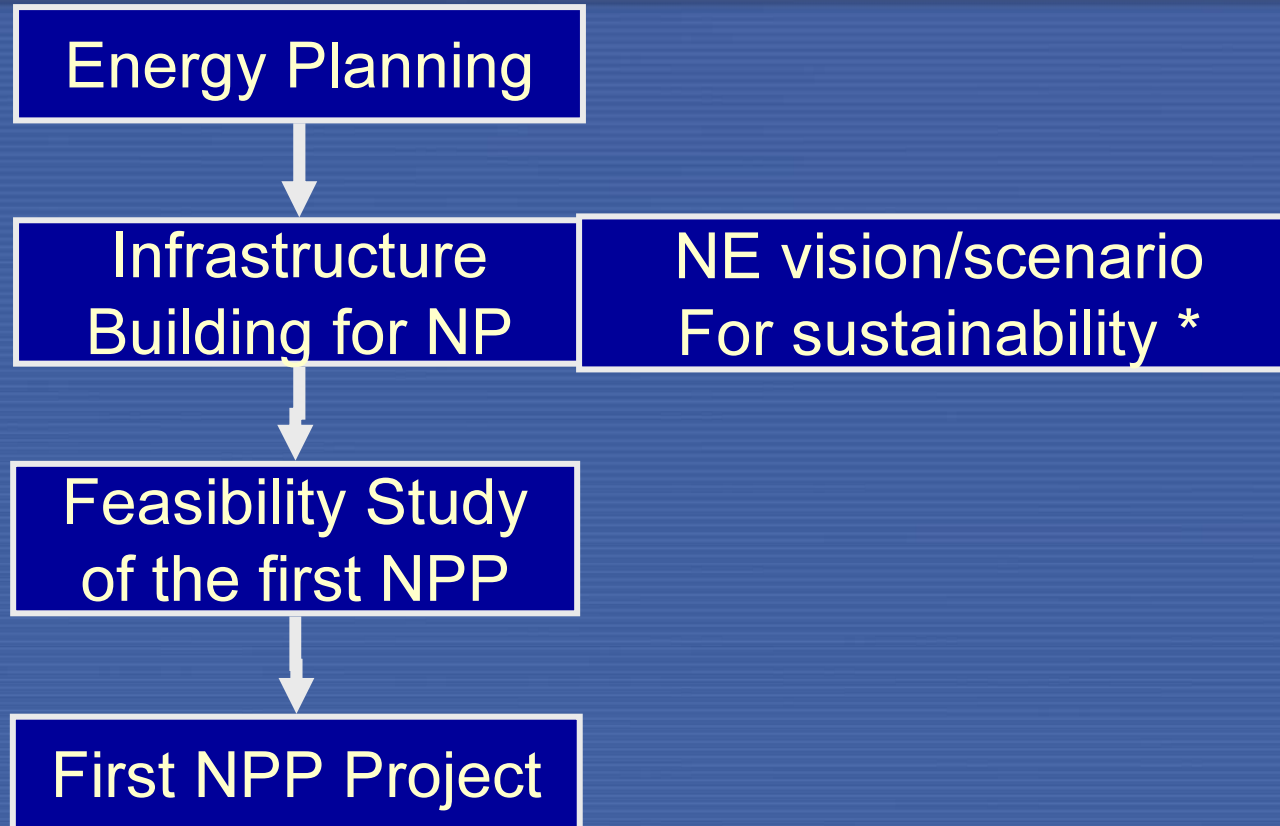 Energy Planning
Infrastructure
Building for NP
NE vision/scenario
For sustainability *
Feasibility Study
of the first NPP
First NPP Project